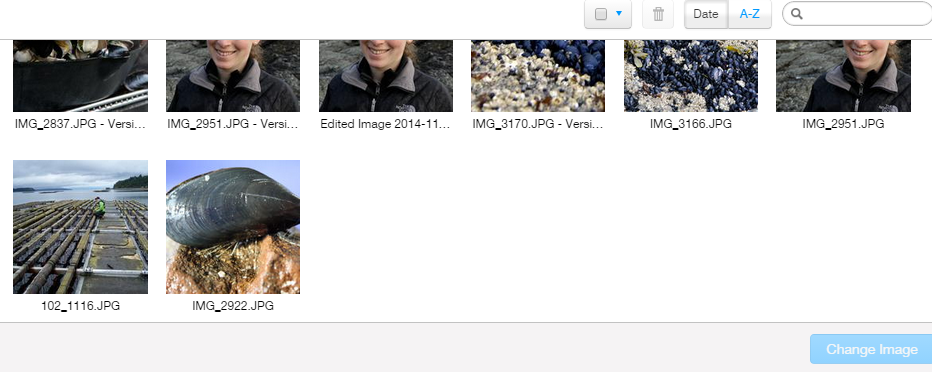 Date A-Z
IMG_2837.JPG - Versi... IMG_2951.JPG - Versi... Edited Image 2014-11... IMG_3170.JPG - Versi... IMG_3166.JPG IMG_2951.JPG
102_1116.JPG IMG_2922.JPG
Change Image